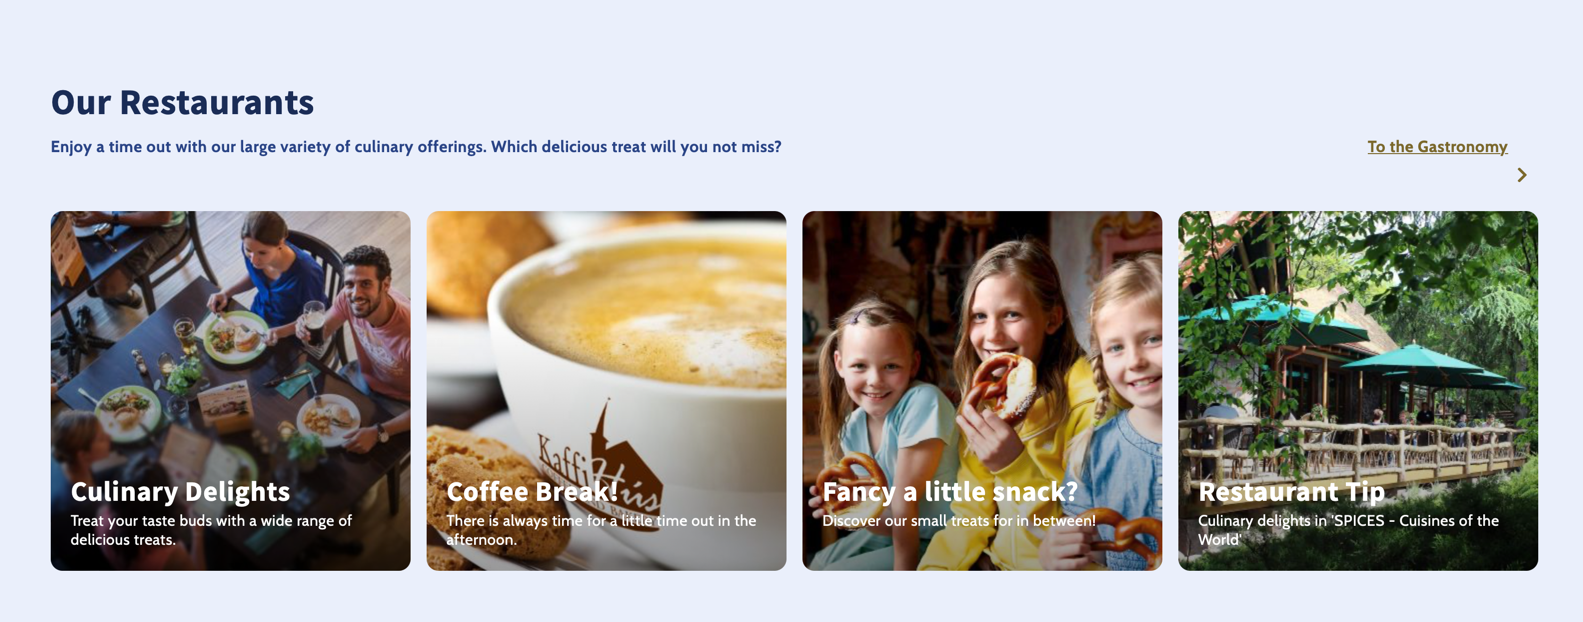 Our Restaurants
Enjoy a time out with our large variety of culinary offerings. Which delicious treat will you not miss?
To the Gastronomy
Culinary Delights
Treat your taste buds with a wide range of
delicious treats.
Kaffi Hús
Coffee Break!
There is always time for a little time out in the
afternoon.
Fancy a little snack?
Discover our small treats for in between!
Restaurant Tip
Culinary delights in 'SPICES - Cuisines of the
World'